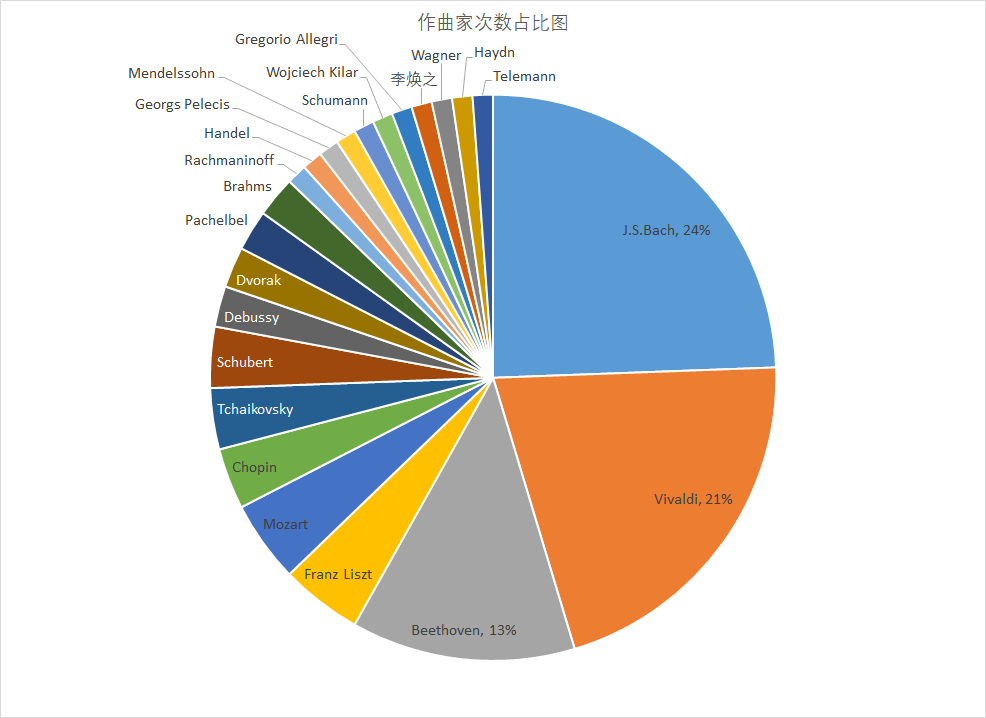 作曲家次数占比图
Gregorio Allegri
Wagner
Haydn
Mendelssohn
Wojciech Kilar
李焕之
Telemann
Georgs Pelecis
Schumann
Handel
Rachmaninoff
Brahms
Pachelbel
J.S.Bach, 24%
Dvorak
Debussy
Schubert
Tchaikovsky
Chopin
Vivaldi, 21%
Mozart
Franz Liszt
Beethoven, 13%